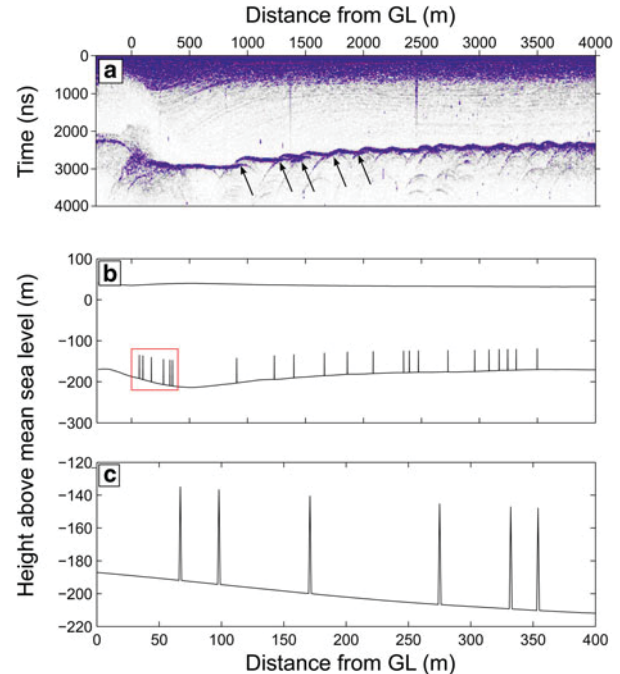 Distance from GL (m)
0 500 1000 1500 2000 2500 3000 3500 4000
a
0
1000
2000
3000
4000
Time (ns)
b
100
0
−100
−200
−300
Height above mean sea level (m)
c
−120
−140
−160
−180
−200
−220
0 50 100 150 200 250 300 350 400
Distance from GL (m)